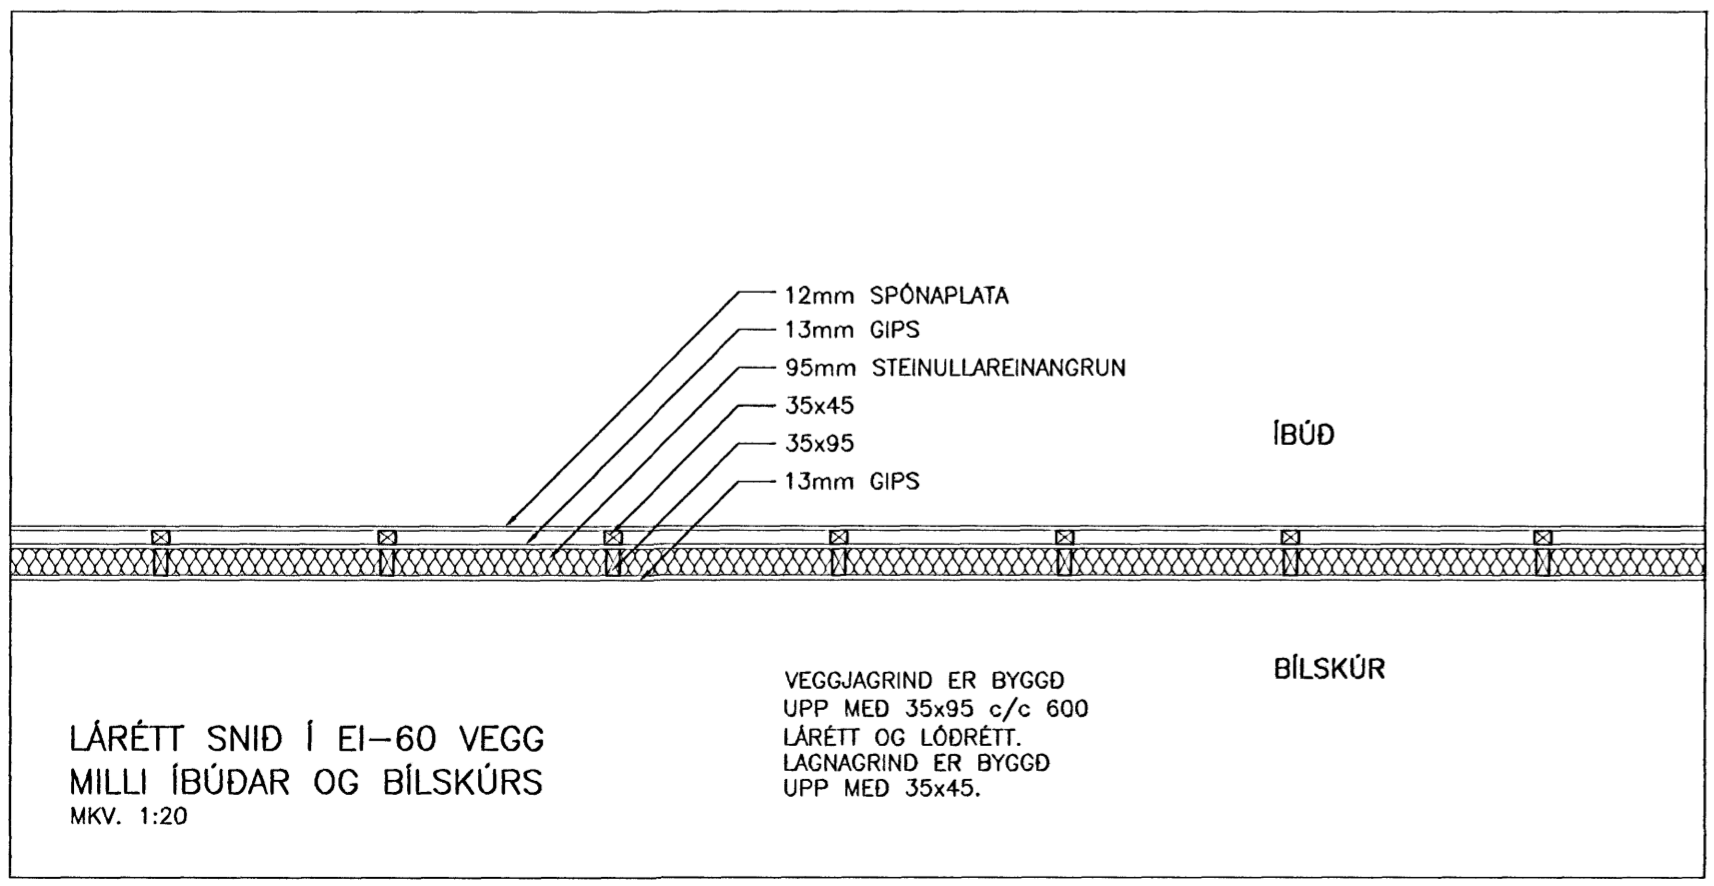 12mm SPÓNAPLATA
13mm GIPS
95mm STEINULLAREINANGRUN
35x45
35x95
13mm GIPS
ÍBÚÐ
BÍLSKÚR
VEGGJAGRIND ER BYGGÐ
UPP MEÐ 35x95 c/c 600
LÁRÉTT OG LÓÐRÉTT.
LAGNAGRIND ER BYGGÐ
UPP MEÐ 35x45.
LÁRÉTT SNIÐ Í EI-60 VEGG
MILLI ÍBÚÐAR OG BÍLSKÚRS
MKV. 1:20